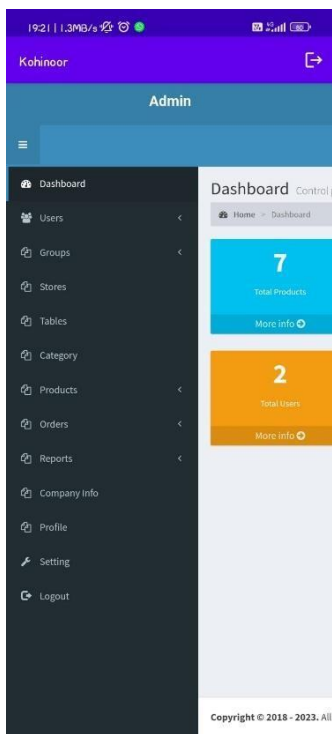 19:21 | 1.3MB/s
Kohinoor
Admin
Dashboard
Users
Groups
Stores
Tables
Category
Products
Orders
Reports
Company Info
Profile
Setting
Logout
Dashboard Control
Home > Dashboard
7
Total Products
More info
2
Total Users
More info
Copyright © 2018 - 2023. All